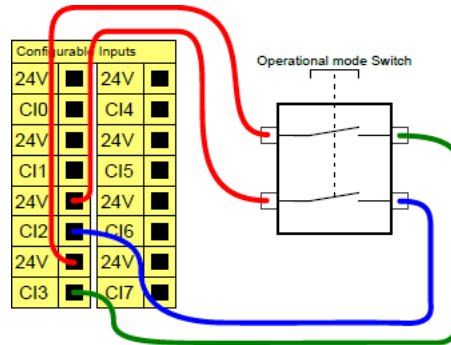 Configurable Inputs
Operational mode Switch
24V 24V
CI0 CI4
24V 24V
CI1 CI5
24V 24V
CI2 CI6
24V 24V
CI3 CI7